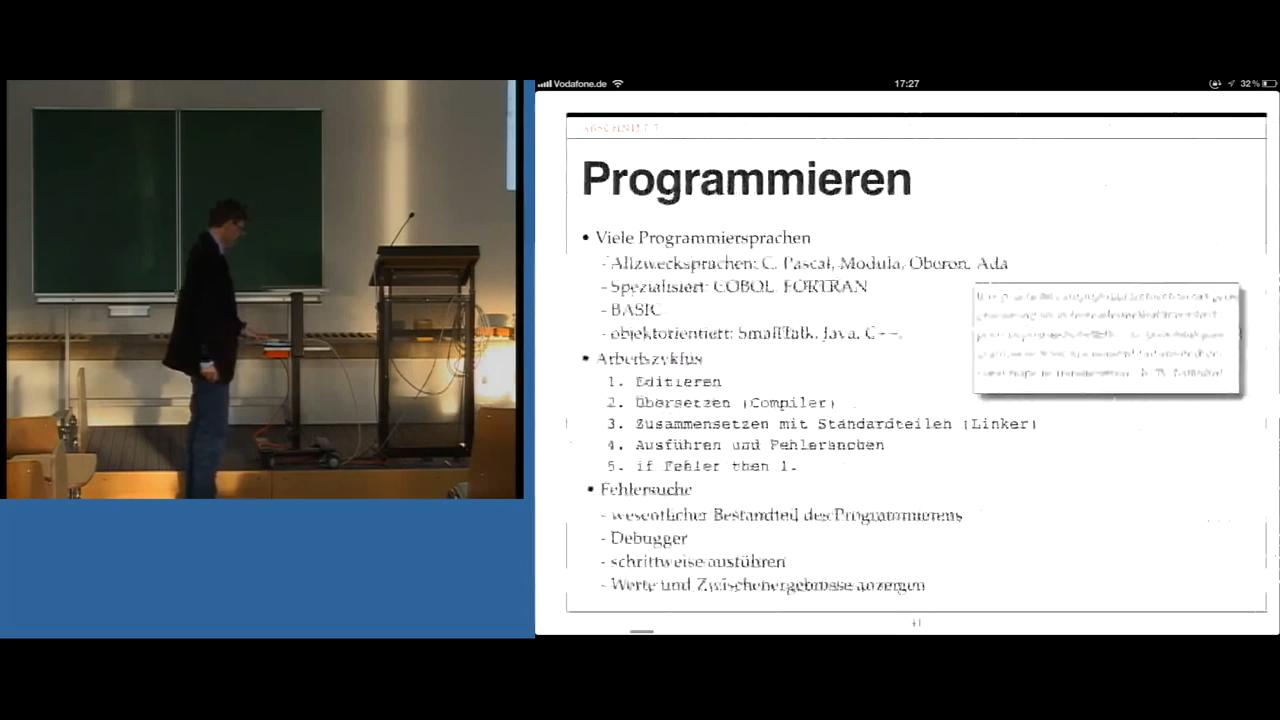 Vodafone.de 17:27 32%
Programmieren
• Viele Programmiersprachen
- Allzwecksprachen: C, Pascal, Modula, Oberon, Ada
- Spezialisiert: COBOL, FORTRAN
- BASIC
- objektorientiert: SmallTalk, Java, C++,
• Arbeitszyklus
1. Editieren
2. Übersetzen (Compiler)
3. Zusammensetzen mit Standardteilen (Linker)
4. Ausführen und Fehlersuchen
5. if Fehler then 1.
• Fehlersuche
- wesentlicher Bestandteil des Programmierens
- Debugger
- schrittweise ausführen
- Werte und Zwischenergebnisse anzeigen